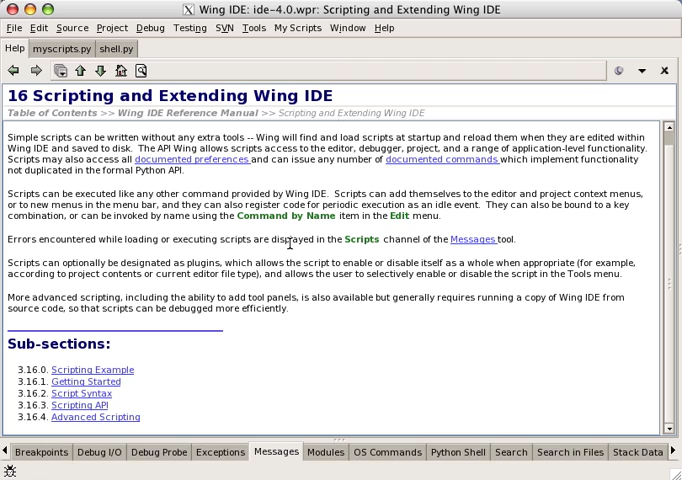 Wing IDE: ide-4.0.wpr: Scripting and Extending Wing IDE
File Edit Source Project Debug Testing SVN Tools My Scripts Window Help
Help myscripts.py shell.py
16 Scripting and Extending Wing IDE
Table of Contents >> Wing IDE Reference Manual >> Scripting and Extending Wing IDE
Simple scripts can be written without any extra tools -- Wing will find and load scripts at startup and reload them when they are edited within
Wing IDE and saved to disk. The API Wing allows scripts access to the editor, debugger, project, and a range of application-level functionality.
Scripts may also access all documented preferences and can issue any number of documented commands which implement functionality
not duplicated in the formal Python API.
Scripts can be executed like any other command provided by Wing IDE. Scripts can add themselves to the editor and project context menus,
or to new menus in the menu bar, and they can also register code for periodic execution as an idle event. They can also be bound to a key
combination, or can be invoked by name using the Command by Name item in the Edit menu.
Errors encountered while loading or executing scripts are displayed in the Scripts channel of the Messages tool.
Scripts can optionally be designated as plugins, which allows the script to enable or disable itself as a whole when appropriate (for example,
according to project contents or current editor file type), and allows the user to selectively enable or disable the script in the Tools menu.
More advanced scripting, including the ability to add tool panels, is also available but generally requires running a copy of Wing IDE from
source code, so that scripts can be debugged more efficiently.
Sub-sections:
3.16.0. Scripting Example
3.16.1. Getting Started
3.16.2. Script Syntax
3.16.3. Scripting API
3.16.4. Advanced Scripting
Breakpoints Debug I/O Debug Probe Exceptions Messages Modules OS Commands Python Shell Search Search in Files Stack Data